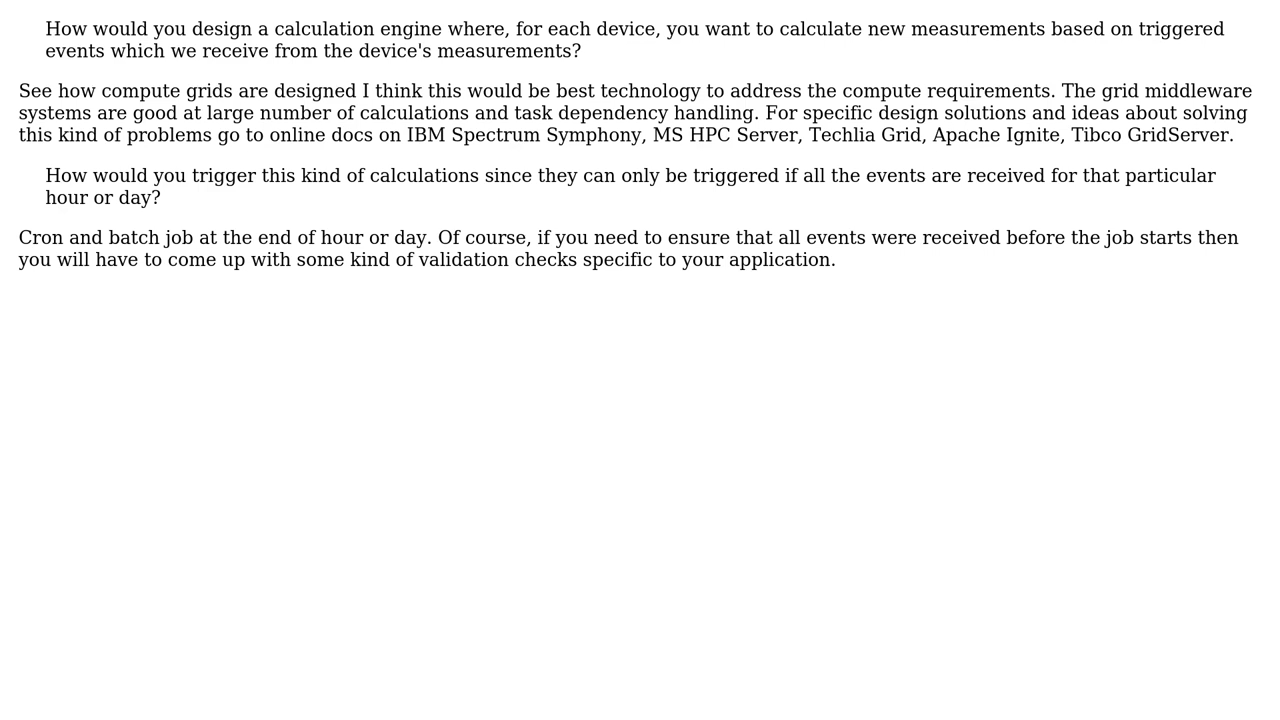 How would you design a calculation engine where, for each device, you want to calculate new measurements based on triggered
events which we receive from the device's measurements?
See how compute grids are designed I think this would be best technology to address the compute requirements. The grid middleware
systems are good at large number of calculations and task dependency handling. For specific design solutions and ideas about solving
this kind of problems go to online docs on IBM Spectrum Symphony, MS HPC Server, Techlia Grid, Apache Ignite, Tibco GridServer.
How would you trigger this kind of calculations since they can only be triggered if all the events are received for that particular
hour or day?
Cron and batch job at the end of hour or day. Of course, if you need to ensure that all events were received before the job starts then
you will have to come up with some kind of validation checks specific to your application.